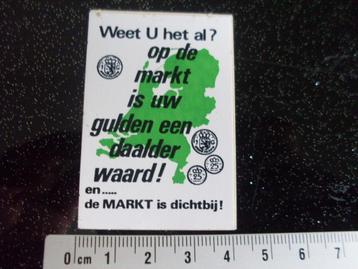 Weet U het al?
op de
markt
is uw
gulden een
daalder
waard!
en.....
de MARKT is dichtbij!
0 cm 1 2 3 4 5 6 7